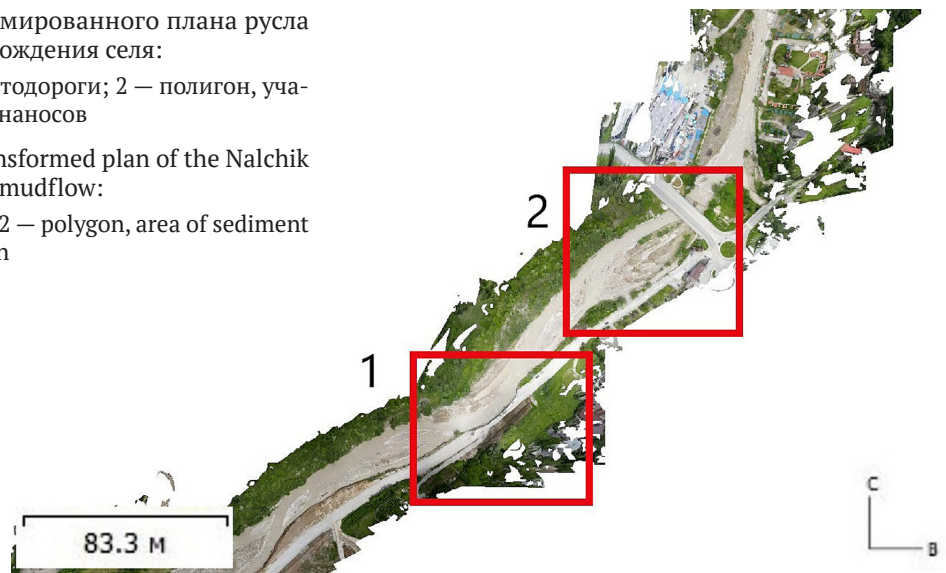 мированного плана русла
ождения селя:
тодороги; 2 — полигон, уча-
наносов
nsformed plan of the Nalchik
mudflow:
2 — polygon, area of sediment
n
2
1
83.3 м
С
В